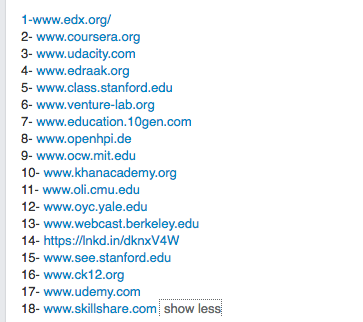 1-www.edx.org/
2- www.coursera.org
3- www.udacity.com
4- www.edraak.org
5- www.class.stanford.edu
6- www.venture-lab.org
7- www.education.10gen.com
8- www.openhpi.de
9- www.ocw.mit.edu
10- www.khanacademy.org
11- www.oli.cmu.edu
12- www.oyc.yale.edu
13- www.webcast.berkeley.edu
14- https://lnkd.in/dknxV4W
15- www.see.stanford.edu
16- www.ck12.org
17- www.udemy.com
18- www.skillshare.com show less